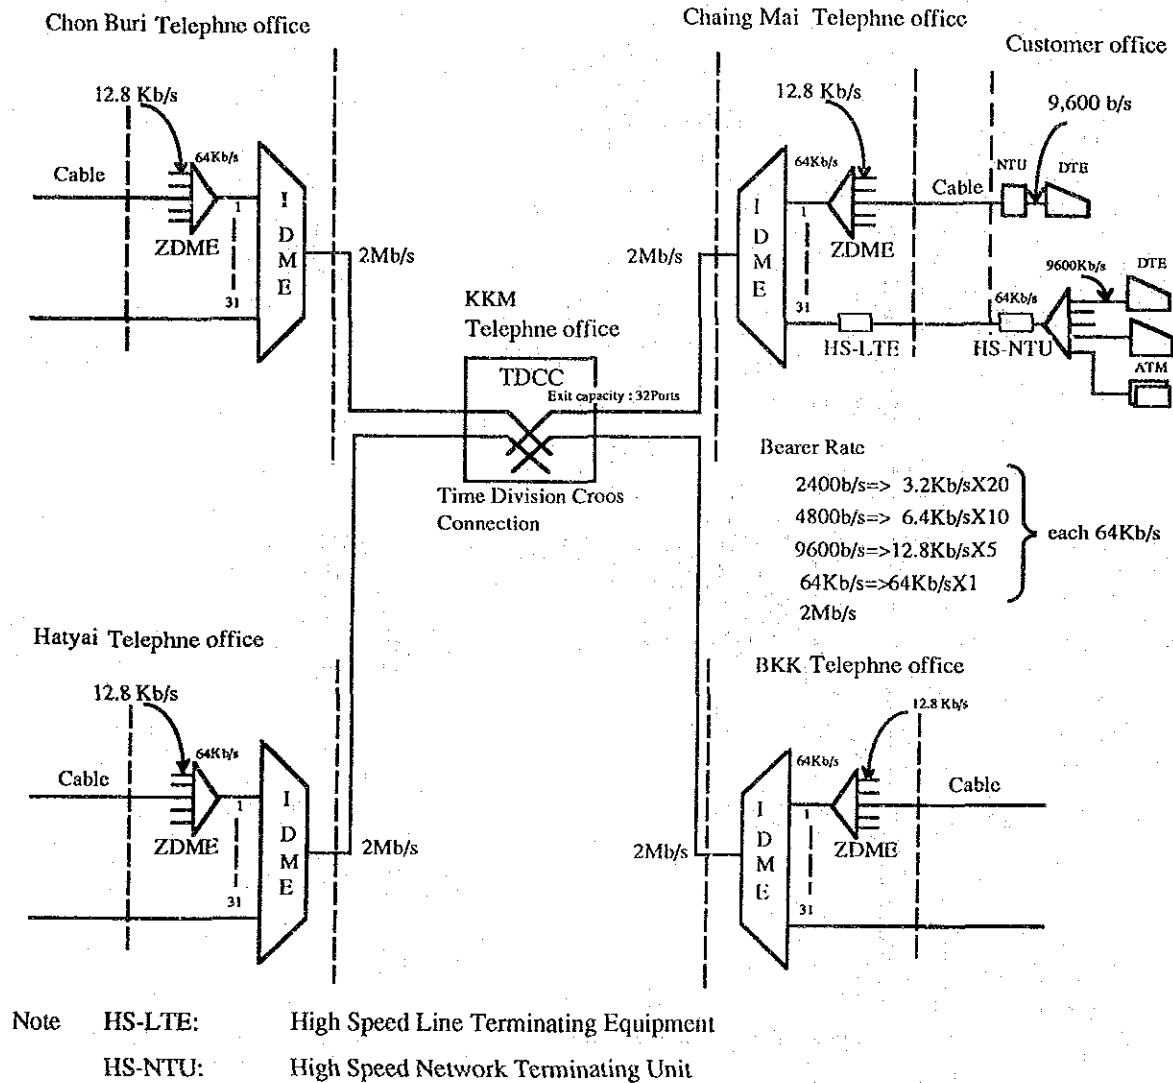 Chon Buri Telephne office
12.8 Kb/s
64Kb/s
Cable
1
ZDME
31
I D M E
2Mb/s
Chaing Mai Telephne office
Customer office
12.8 Kb/s
9,600 b/s
64Kb/s
NTU
DTE
Cable
I D M E
1
ZDME
2Mb/s
31
HS-LTE
9600Kb/s
DTE
64Kb/s
HS-NTU
ATM
KKM
Telephne office
TDCC
Exit capacity : 32Ports
Time Division Croos
Connection
Bearer Rate
2400b/s=> 3.2Kb/sX20
4800b/s=> 6.4Kb/sX10
9600b/s=>12.8Kb/sX5
64Kb/s=>64Kb/sX1
2Mb/s
each 64Kb/s
Hatyai Telephne office
12.8 Kb/s
64Kb/s
Cable
1
ZDME
31
I D M E
2Mb/s
BKK Telephne office
12.8 Kb/s
64Kb/s
Cable
I D M E
1
ZDME
2Mb/s
31
Note HS-LTE: High Speed Line Terminating Equipment
HS-NTU: High Speed Network Terminating Unit